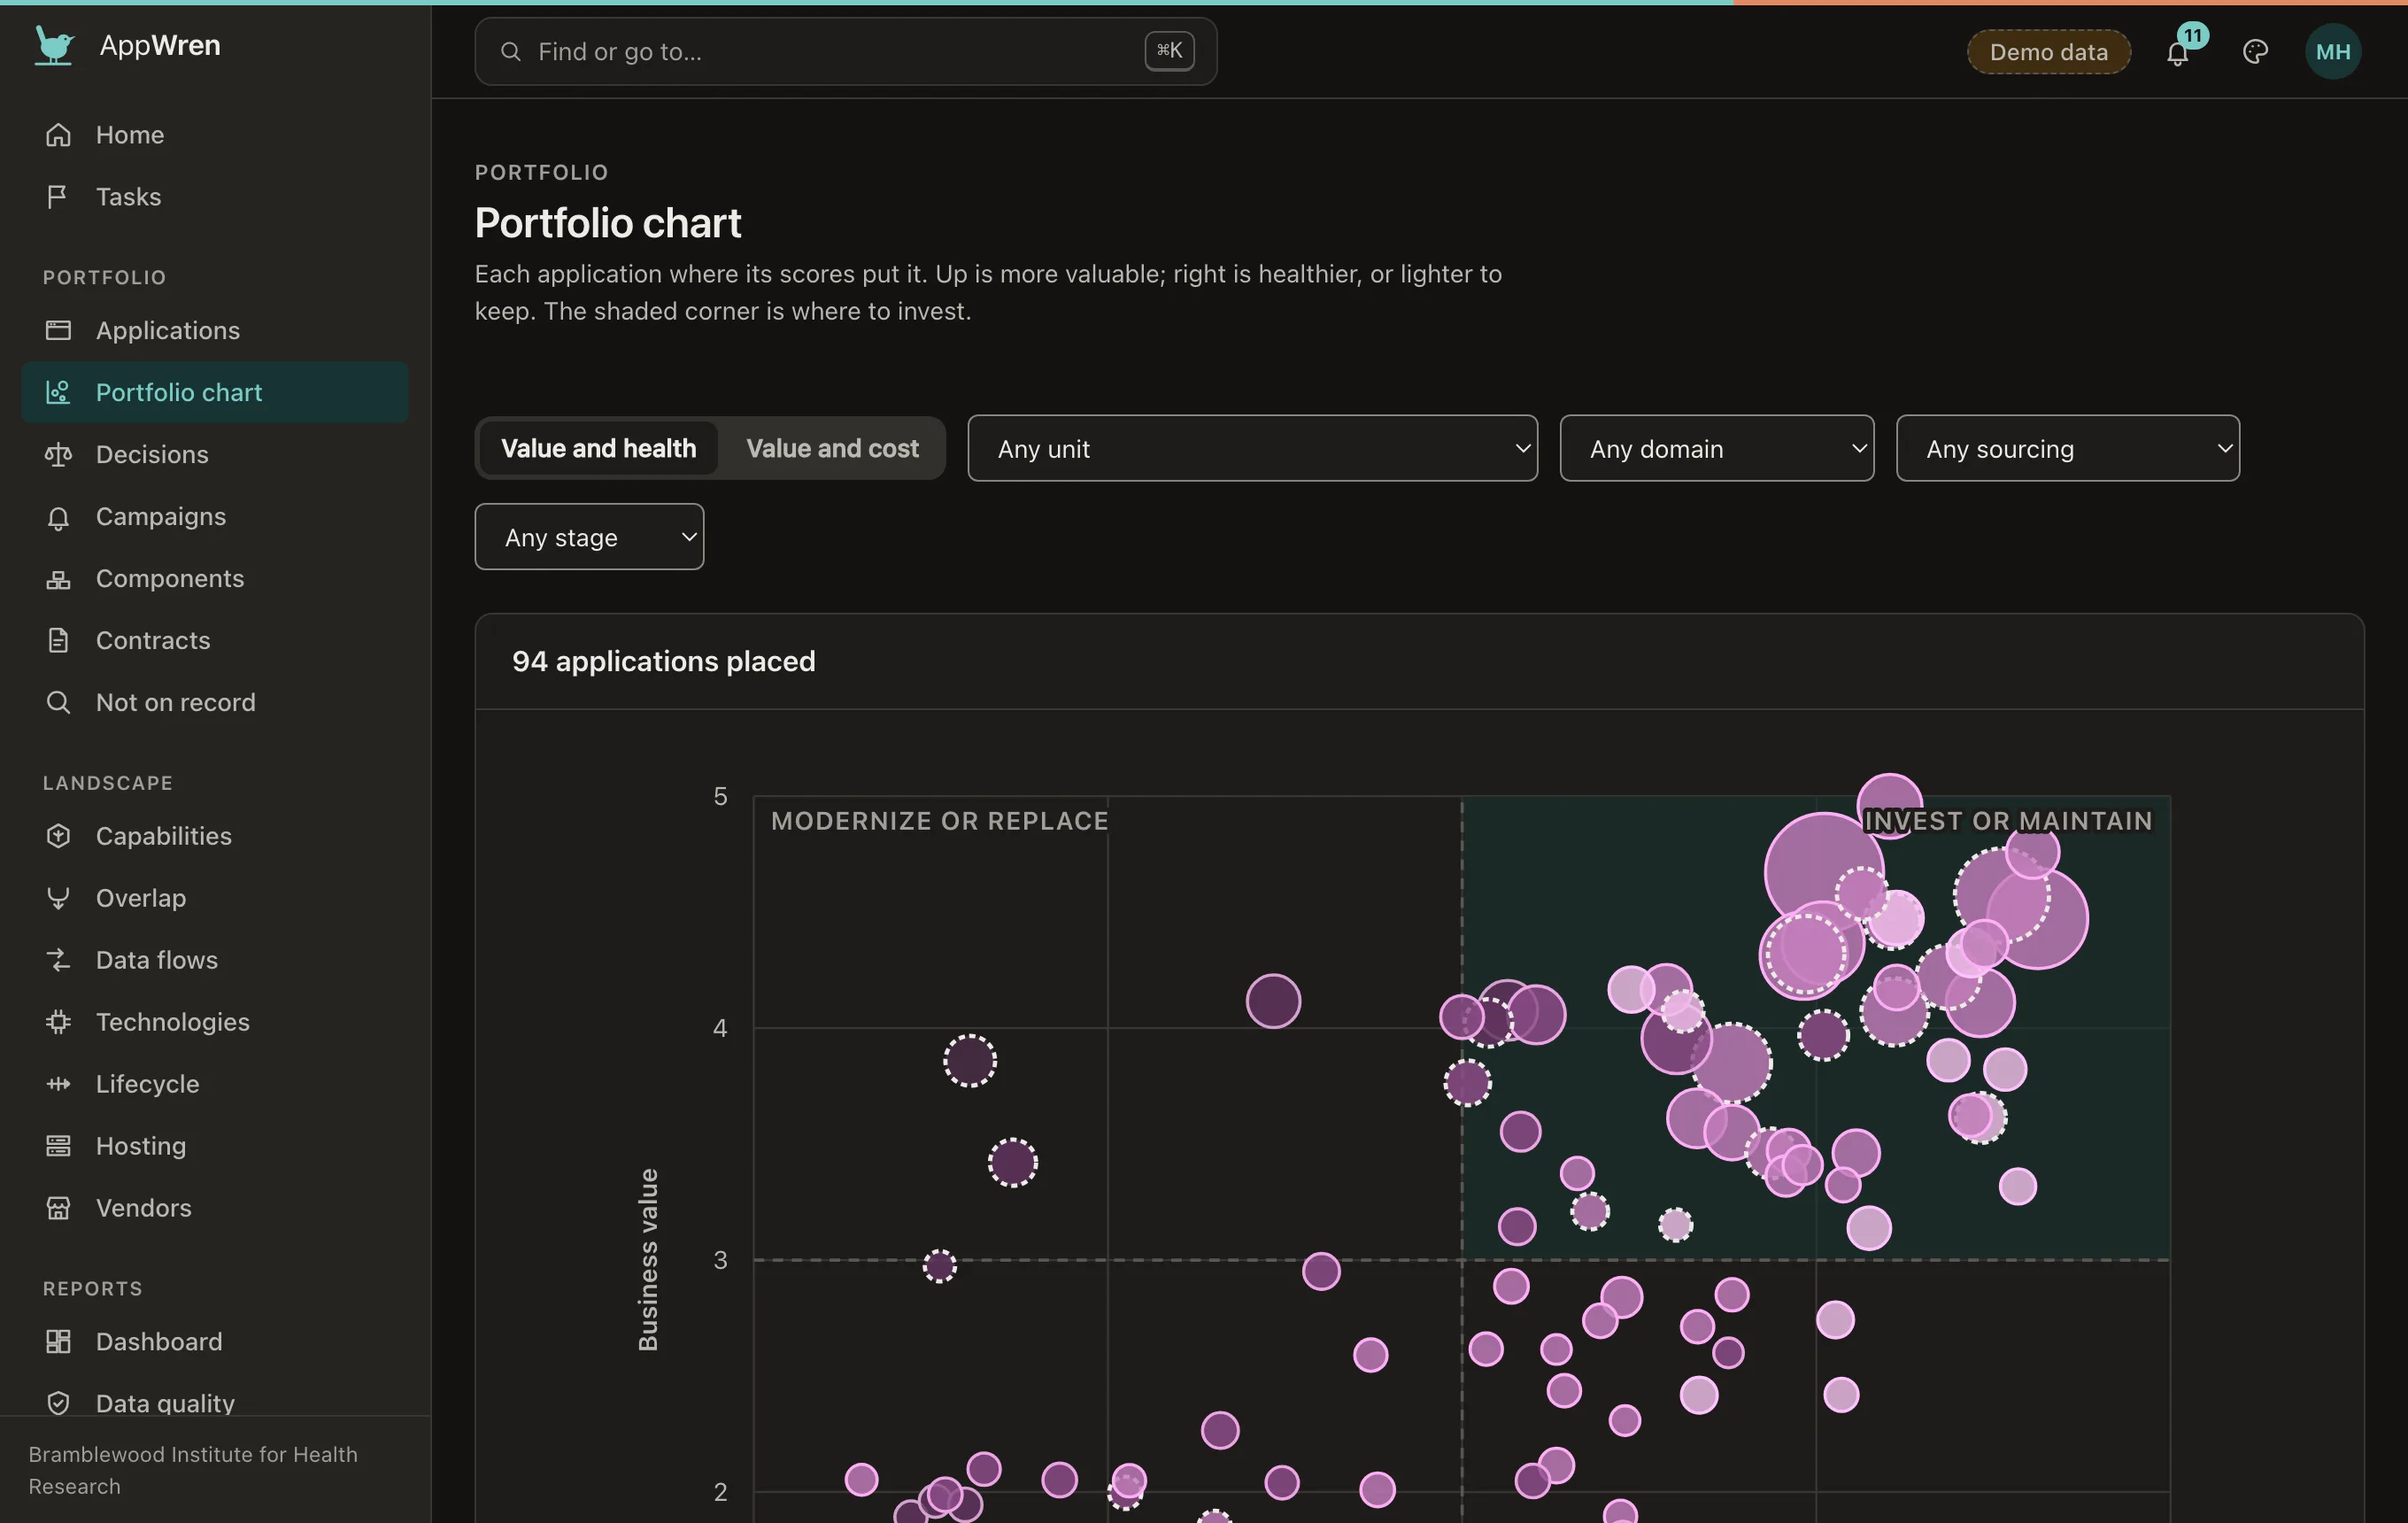 AppWren
Find or go to...
⌘K
Demo data
11
MH
Home
Tasks
PORTFOLIO
Applications
Portfolio chart
Decisions
Campaigns
Components
Contracts
Not on record
LANDSCAPE
Capabilities
Overlap
Data flows
Technologies
Lifecycle
Hosting
Vendors
REPORTS
Dashboard
Data quality
Bramblewood Institute for Health
Research
PORTFOLIO
Portfolio chart
Each application where its scores put it. Up is more valuable; right is healthier, or lighter to
keep. The shaded corner is where to invest.
Value and health
Value and cost
Any unit
Any domain
Any sourcing
Any stage
94 applications placed
5
MODERNIZE OR REPLACE
INVEST OR MAINTAIN
4
Business value
3
2